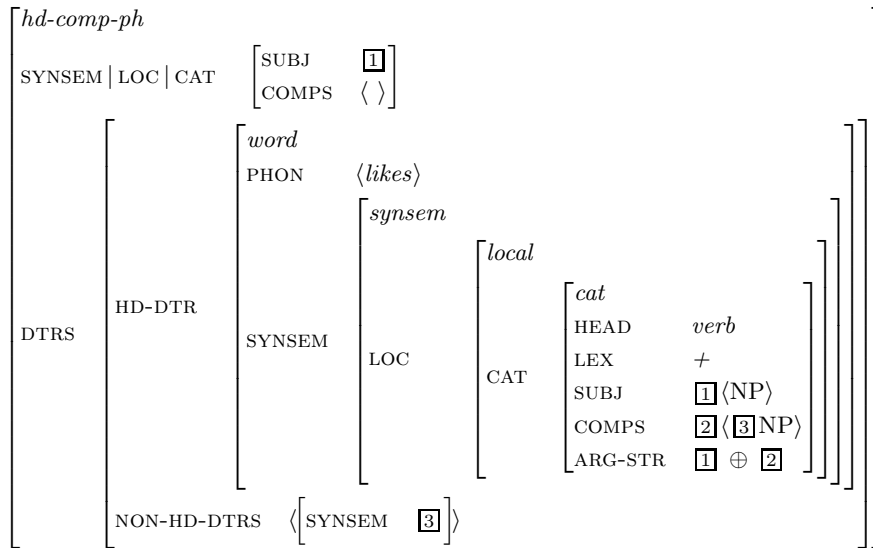 hd-comp-ph
SYNSEM | LOC | CAT [SUBJ 1
COMPS ⟨ ⟩]
word
PHON ⟨likes⟩
synsem
local
cat
HD-DTR
HEAD verb
DTRS
SYNSEM
LOC
LEX +
CAT
SUBJ 1⟨NP⟩
COMPS 2⟨3NP⟩
ARG-STR 1 ⊕ 2
NON-HD-DTRS ⟨[SYNSEM 3]⟩